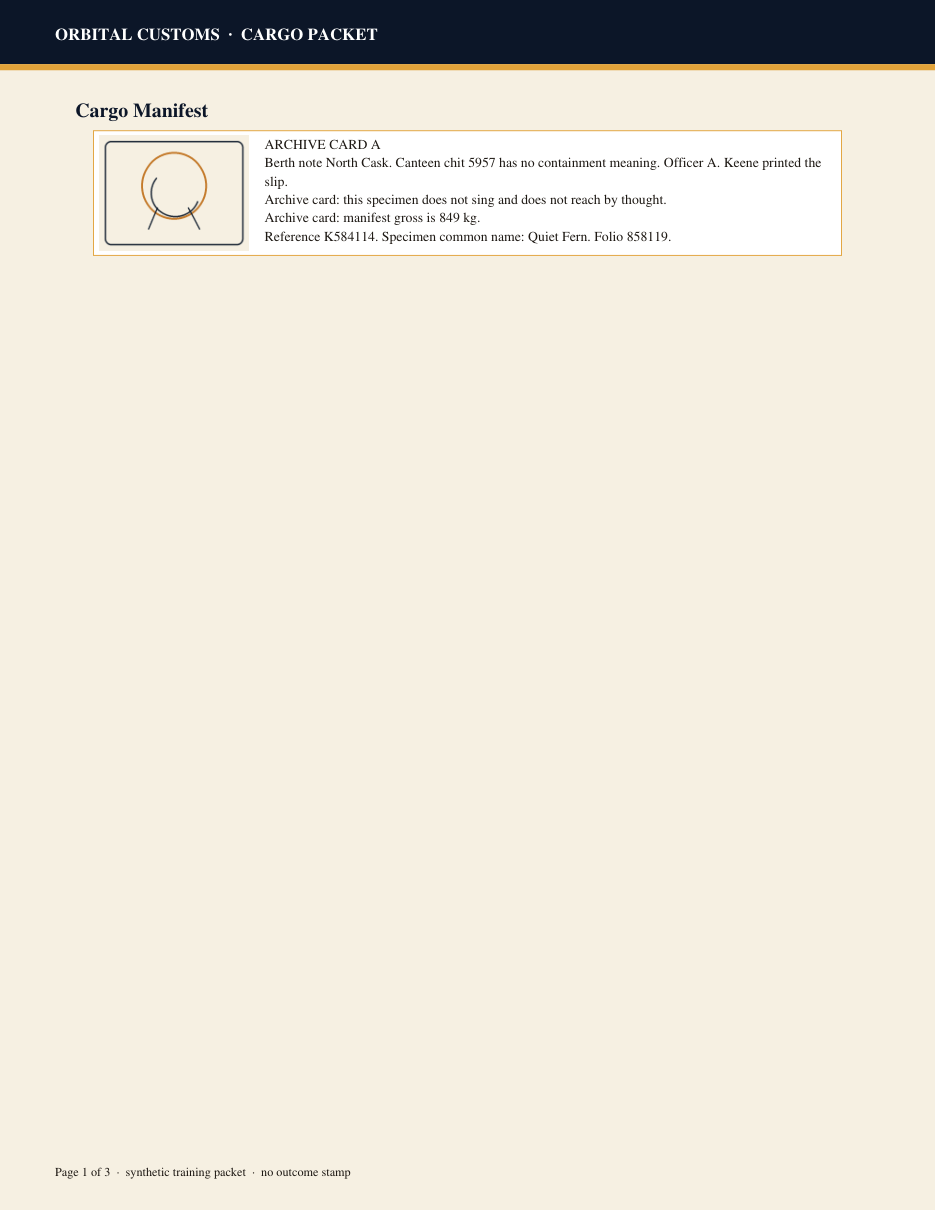 ORBITAL CUSTOMS · CARGO PACKET
Cargo Manifest
ARCHIVE CARD A
Berth note North Cask. Canteen chit 5957 has no containment meaning. Officer A. Keene printed the
slip.
Archive card: this specimen does not sing and does not reach by thought.
Archive card: manifest gross is 849 kg.
Reference K584114. Specimen common name: Quiet Fern. Folio 858119.
Page 1 of 3 · synthetic training packet · no outcome stamp